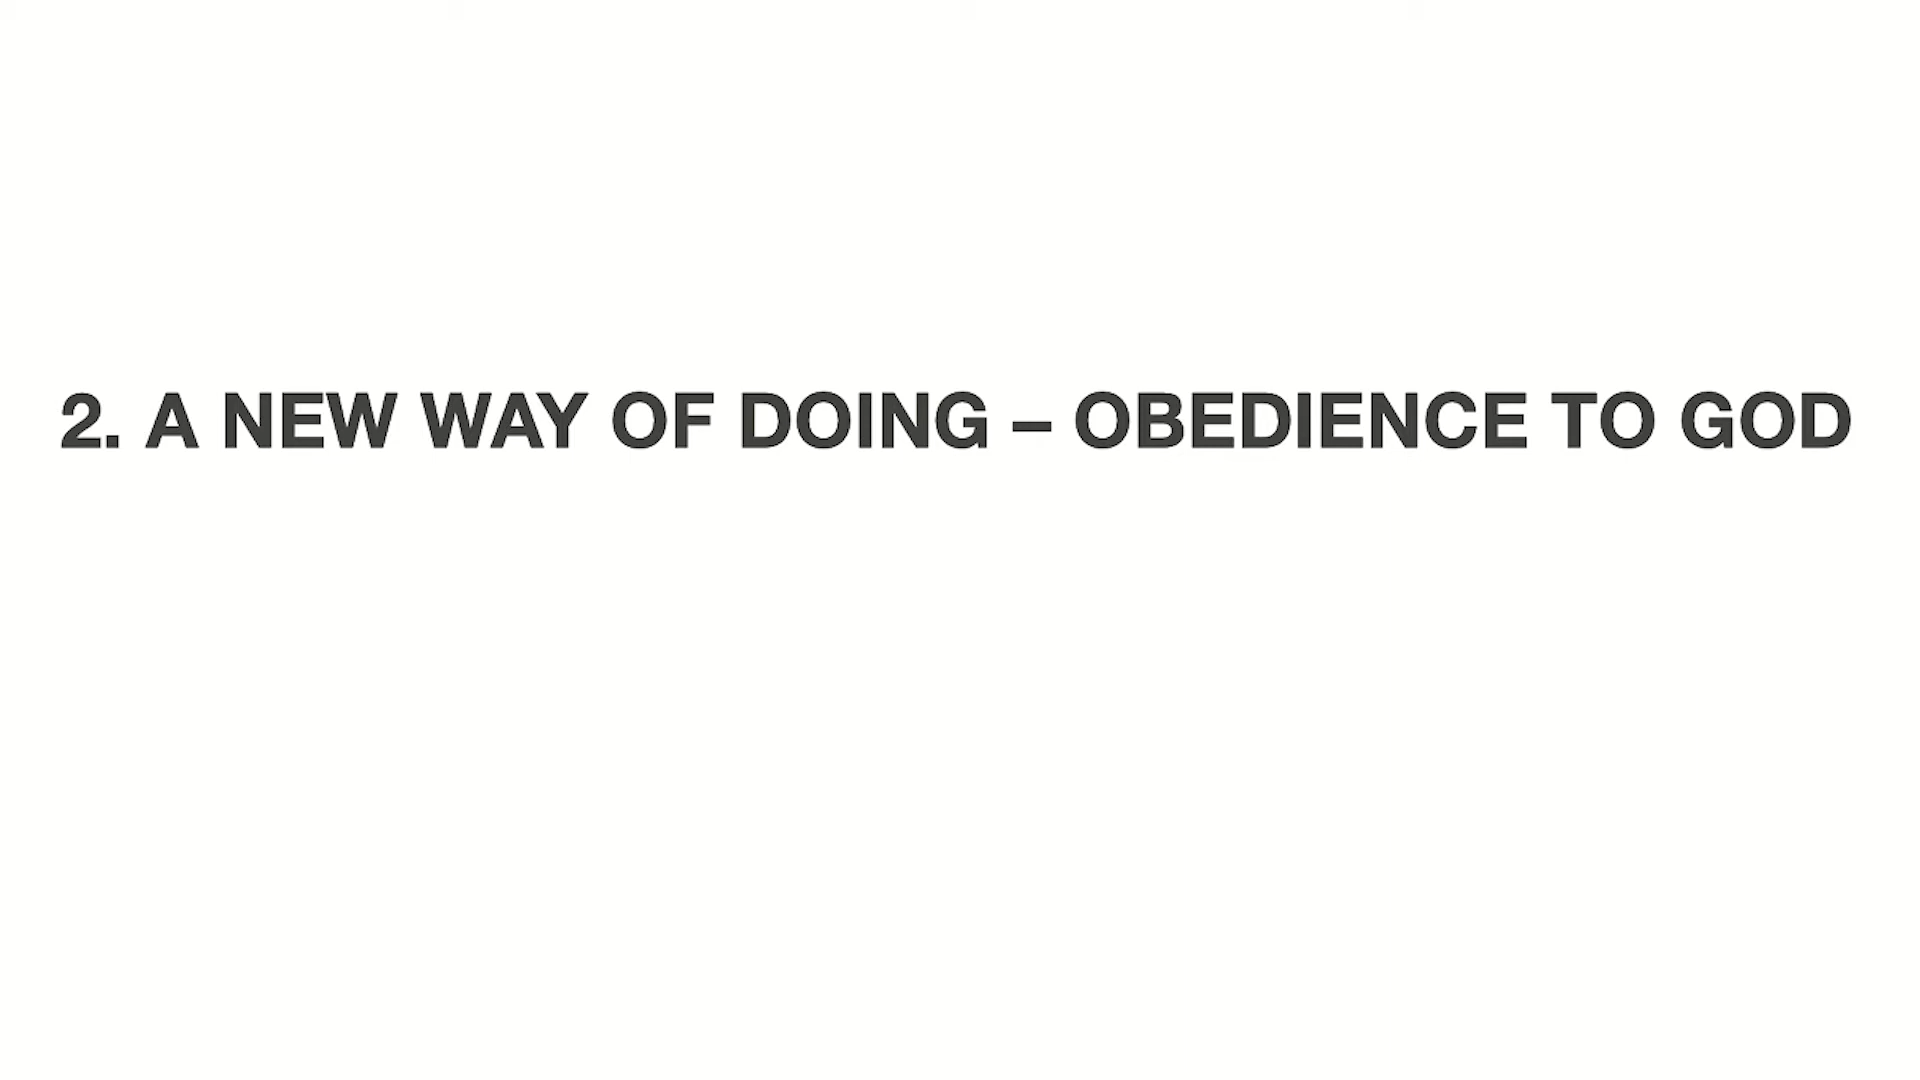 2. A NEW WAY OF DOING – OBEDIENCE TO GOD